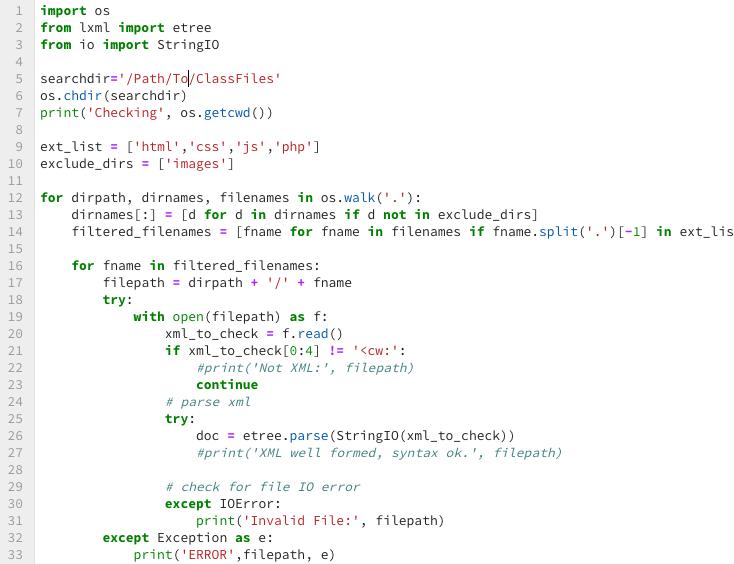 1 import os
2 from lxml import etree
3 from io import StringIO
4
5 searchdir='/Path/To/ClassFiles'
6 os.chdir(searchdir)
7 print('Checking', os.getcwd())
8
9 ext_list = ['html','css','js','php']
10 exclude_dirs = ['images']
11
12 for dirpath, dirnames, filenames in os.walk('.'):
13     dirnames[:] = [d for d in dirnames if d not in exclude_dirs]
14     filtered_filenames = [fname for fname in filenames if fname.split('.')[-1] in ext_lis
15
16     for fname in filtered_filenames:
17         filepath = dirpath + '/' + fname
18         try:
19             with open(filepath) as f:
20                 xml_to_check = f.read()
21                 if xml_to_check[0:4] != '<cw:':
22                     #print('Not XML:', filepath)
23                     continue
24                 # parse xml
25                 try:
26                     doc = etree.parse(StringIO(xml_to_check))
27                     #print('XML well formed, syntax ok.', filepath)
28
29                 # check for file IO error
30                 except IOError:
31                     print('Invalid File:', filepath)
32         except Exception as e:
33             print('ERROR',filepath, e)